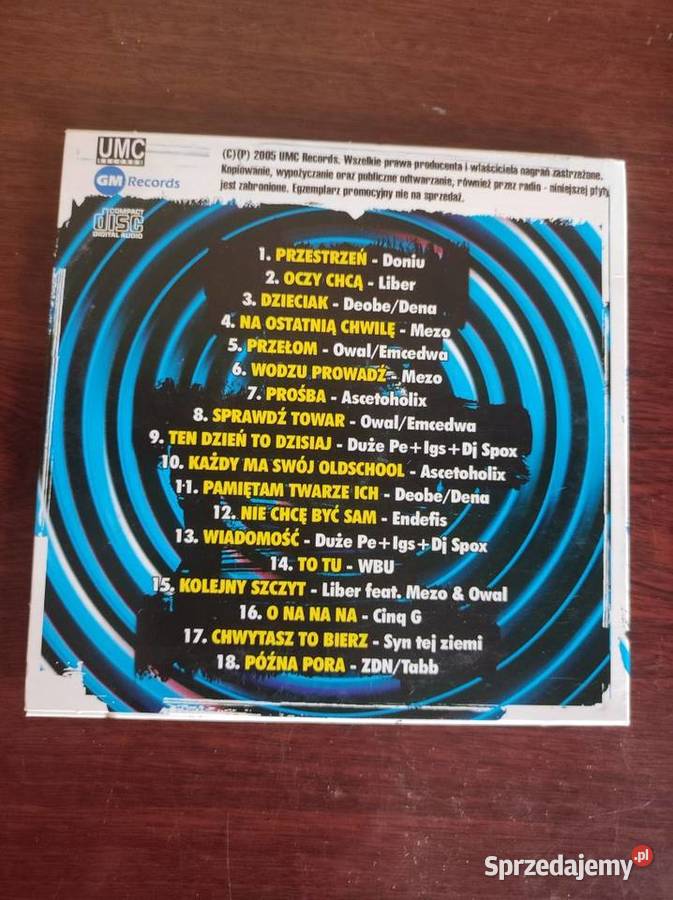 UMC
RECORDS
GM Records
COMPACT
disc
DIGITAL AUDIO
(C)(P) 2005 UMC Records. Wszelkie prawa producenta i właściciela nagrań zastrzeżone.
Kopiowanie, wypożyczanie oraz publiczne odtwarzanie, również przez radio - niniejszej płyty
jest zabronione. Egzemplarz promocyjny nie na sprzedaż.
1. PRZESTRZEŃ - Doniu
2. OCZY CHCĄ - Liber
3. DZIECIAK - Deobe/Dena
4. NA OSTATNIĄ CHWILĘ - Mezo
5. PRZEŁOM - Owal/Emcedwa
6. WODZU PROWADŹ - Mezo
7. PROŚBA - Ascetoholix
8. SPRAWDŹ TOWAR - Owal/Emcedwa
9. TEN DZIEŃ TO DZISIAJ - Duże Pe+Igs+Dj Spox
10. KAŻDY MA SWÓJ OLDSCHOOL - Ascetoholix
11. PAMIĘTAM TWARZE ICH - Deobe/Dena
12. NIE CHCĘ BYĆ SAM - Endefis
13. WIADOMOŚĆ - Duże Pe+Igs+Dj Spox
14. TO TU - WBU
15. KOLEJNY SZCZYT - Liber feat. Mezo & Owal
16. O NA NA NA - Cinq G
17. CHWYTASZ TO BIERZ - Syn tej ziemi
18. PÓŹNA PORA - ZDN/Tabb
Sprzedajemy.pl